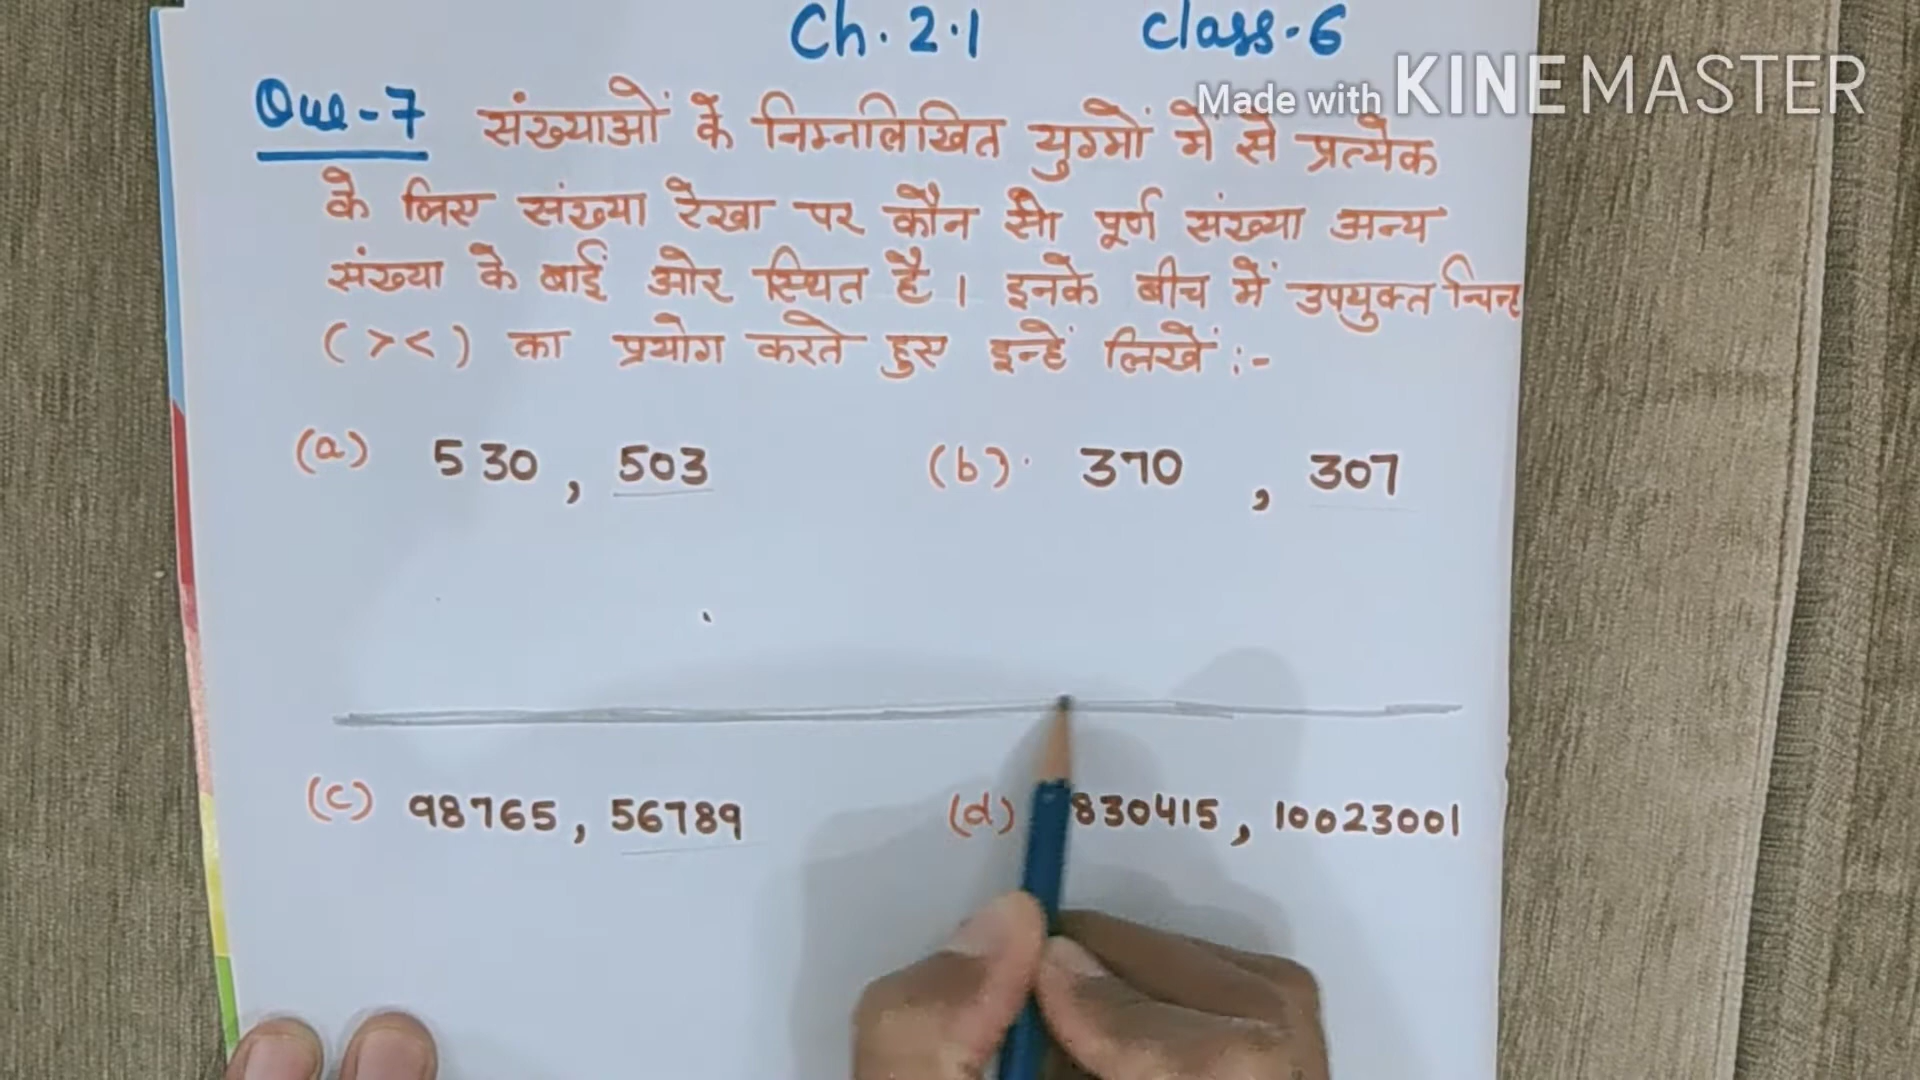 Ch. 2.1 Class-6
Made with KINEMASTER
Que-7 संख्याओं के निम्नलिखित युग्मों में से प्रत्येक
के लिए संख्या रेखा पर कौन सी पूर्ण संख्या अन्य
संख्या के बाईं ओर स्थित है । इनके बीच में उपयुक्त चिन्ह
( > < ) का प्रयोग करते हुए इन्हें लिखें :-
(a) 530 , 503 (b) 370 , 307
(c) 98765 , 56789 (d) 830415 , 10023001